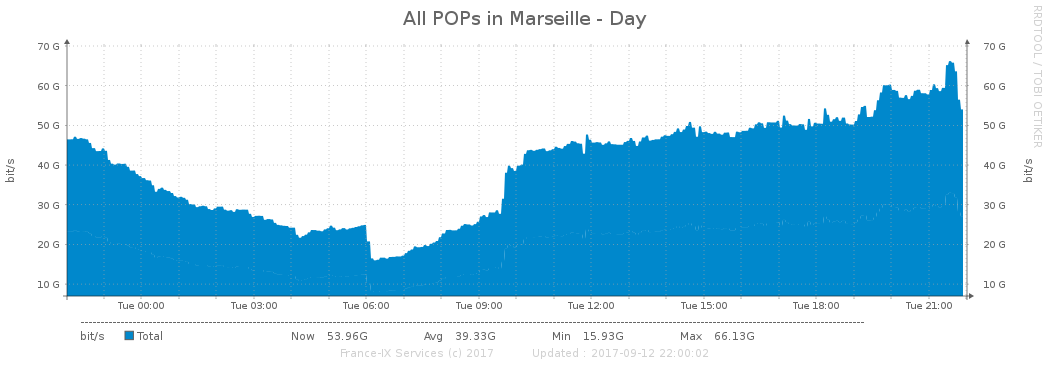 All POPs in Marseille - Day
RRDTOOL / TOBI OETIKER
bit/s
bit/s
70 G 70 G
60 G 60 G
50 G 50 G
40 G 40 G
30 G 30 G
20 G 20 G
10 G 10 G
Tue 00:00 Tue 03:00 Tue 06:00 Tue 09:00 Tue 12:00 Tue 15:00 Tue 18:00 Tue 21:00
bit/s Total Now 53.96G Avg 39.33G Min 15.93G Max 66.13G
France-IX Services (c) 2017 Updated : 2017-09-12 22:00:02